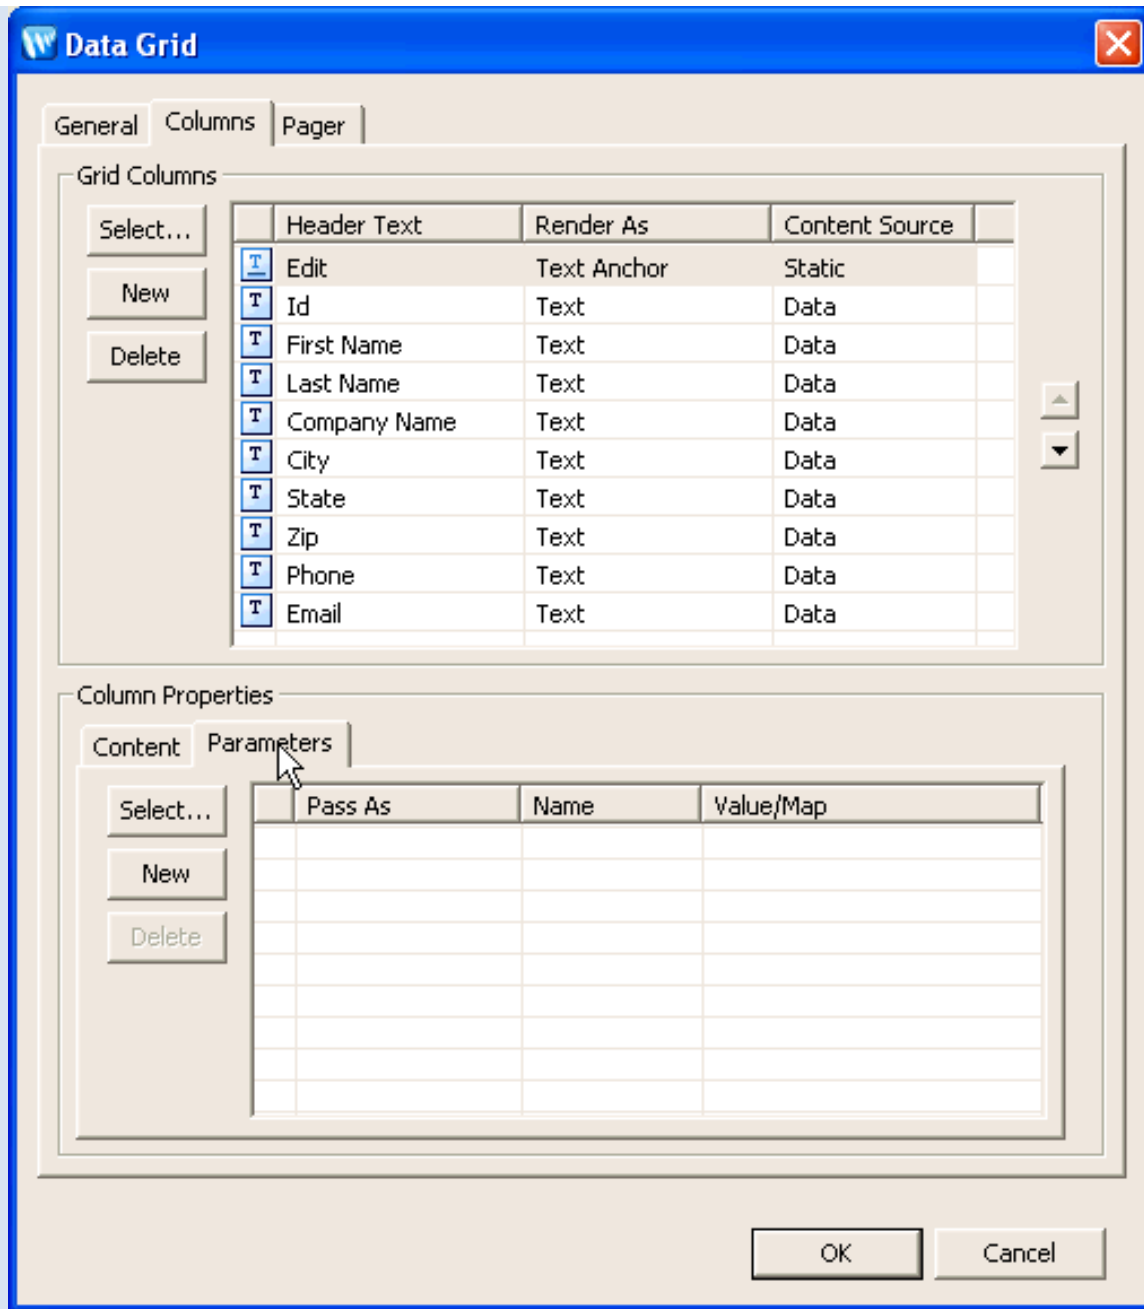 Data Grid
General Columns Pager
Grid Columns
Select...
New
Delete
Header Text Render As Content Source
T Edit Text Anchor Static
T Id Text Data
T First Name Text Data
T Last Name Text Data
T Company Name Text Data
T City Text Data
T State Text Data
T Zip Text Data
T Phone Text Data
T Email Text Data
Column Properties
Content Parameters
Select...
New
Delete
Pass As Name Value/Map
OK Cancel